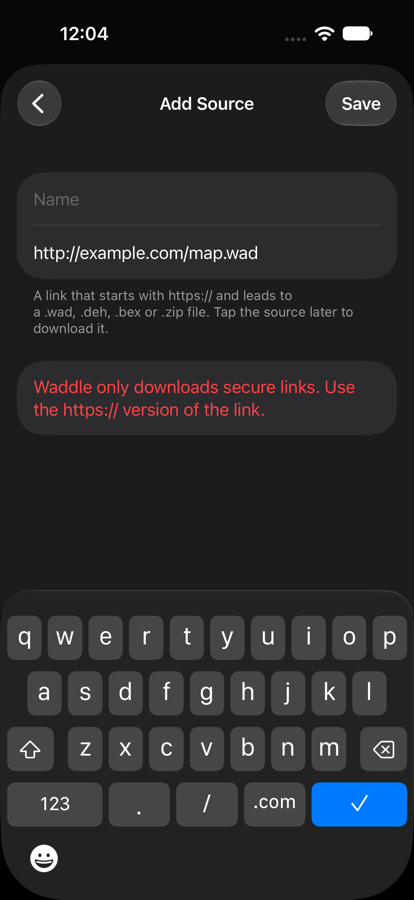 12:04
Add Source
Save
Name
http://example.com/map.wad
A link that starts with https:// and leads to
a .wad, .deh, .bex or .zip file. Tap the source later to
download it.
Waddle only downloads secure links. Use
the https:// version of the link.
q w e r t y u i o p
a s d f g h j k l
z x c v b n m
123 . / .com